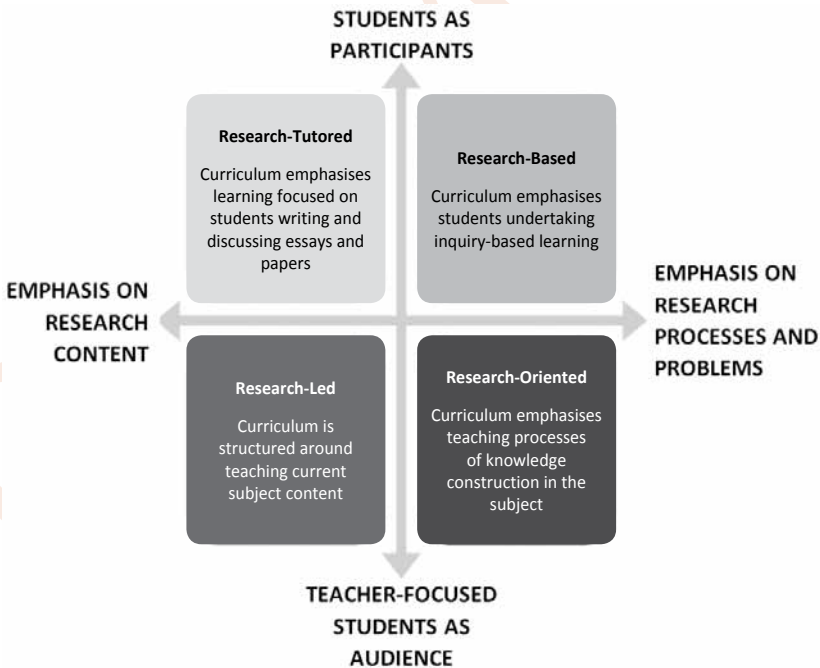 STUDENTS AS
PARTICIPANTS
Research-Tutored
Curriculum emphasises
learning focused on
students writing and
discussing essays and
papers
Research-Based
Curriculum emphasises
students undertaking
inquiry-based learning
EMPHASIS ON
RESEARCH
CONTENT
EMPHASIS ON
RESEARCH
PROCESSES AND
PROBLEMS
Research-Led
Curriculum is
structured around
teaching current
subject content
Research-Oriented
Curriculum emphasises
teaching processes
of knowledge
construction in the
subject
TEACHER-FOCUSED
STUDENTS AS
AUDIENCE